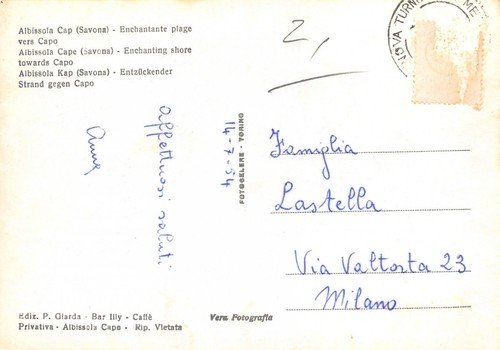 Albissola Cap (Savona) - Enchantante plage
vers Capo
Albissola Cape (Savona) - Enchanting shore
towards Capo
Albissola Kap (Savona) - Entzückender
Strand gegen Capo
2,
affettuosi saluti
Anna
14-7-54
FOTOCELERE - TORINO
Famiglia
Lastella
Via Valtorta 23
Milano
Ediz. P. Giarda - Bar Illy - Caffè
Privativa - Albissola Capo - Rip. Vietata
Vera Fotografia